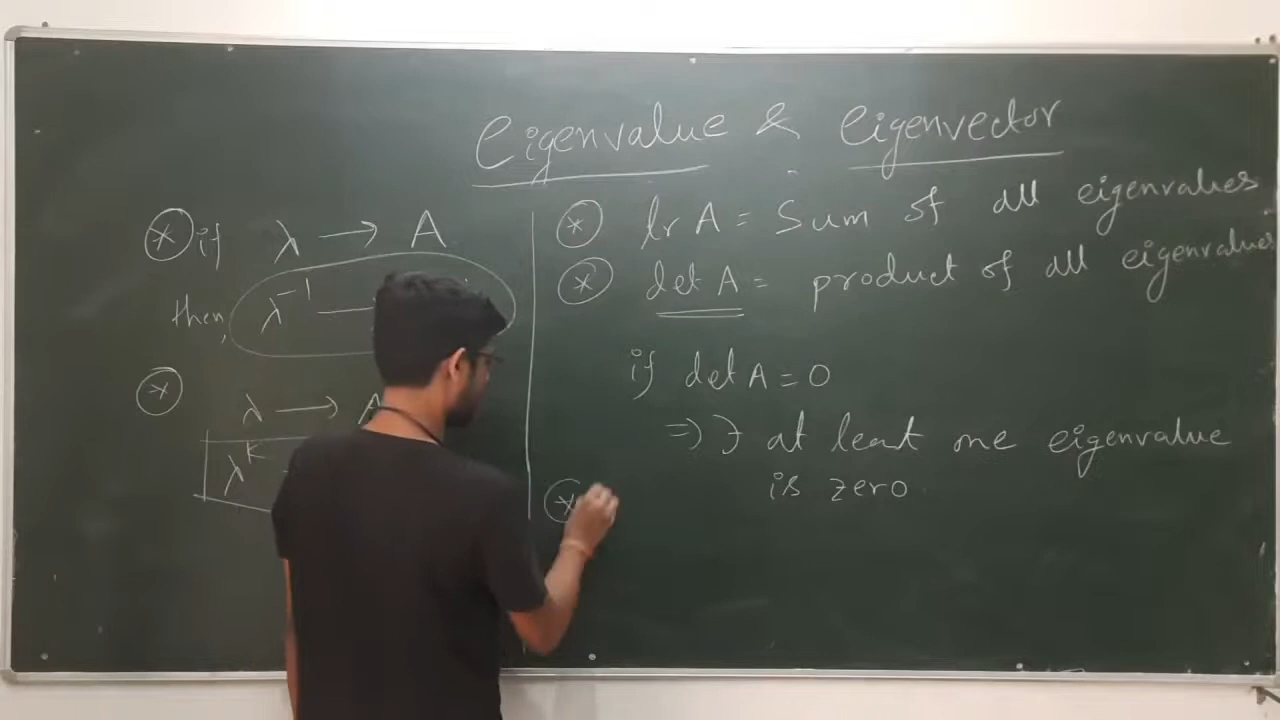 Eigenvalue & Eigenvector
⊛ if λ → A
then, λ⁻¹ —
⊛ λ → A
λᴷ
⊛ tr A = Sum of all eigenvalues
⊛ det A = product of all eigenvalues
if det A = 0
⇒ ∃ at least one eigenvalue
is zero.
⊛